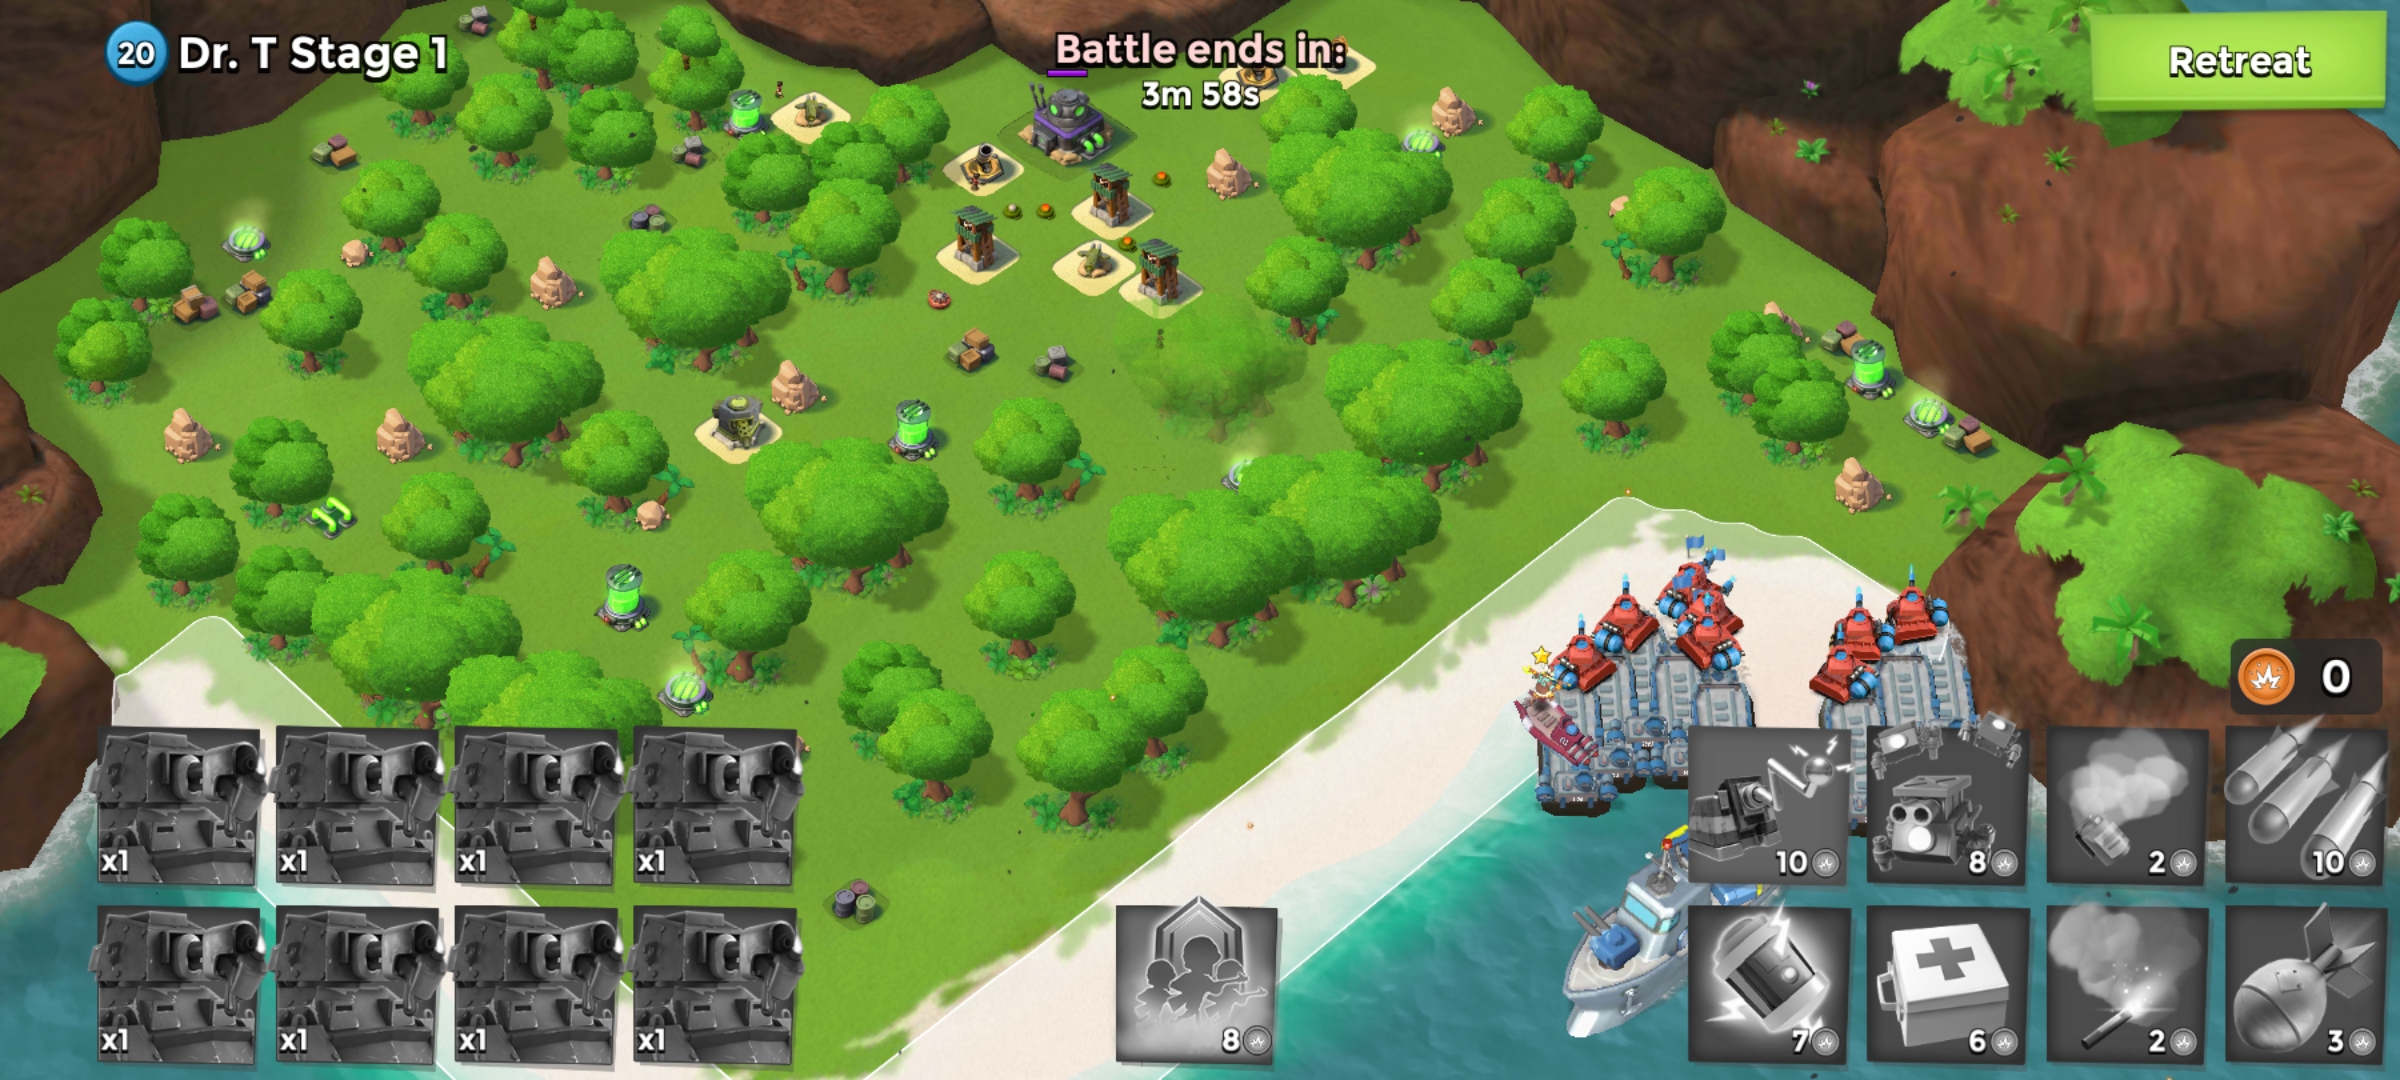 20 Dr. T Stage 1
Battle ends in:
3m 58s
Retreat
0
x1 x1 x1 x1
10 8 2 10
x1 x1 x1 x1
8
7 6 2 3